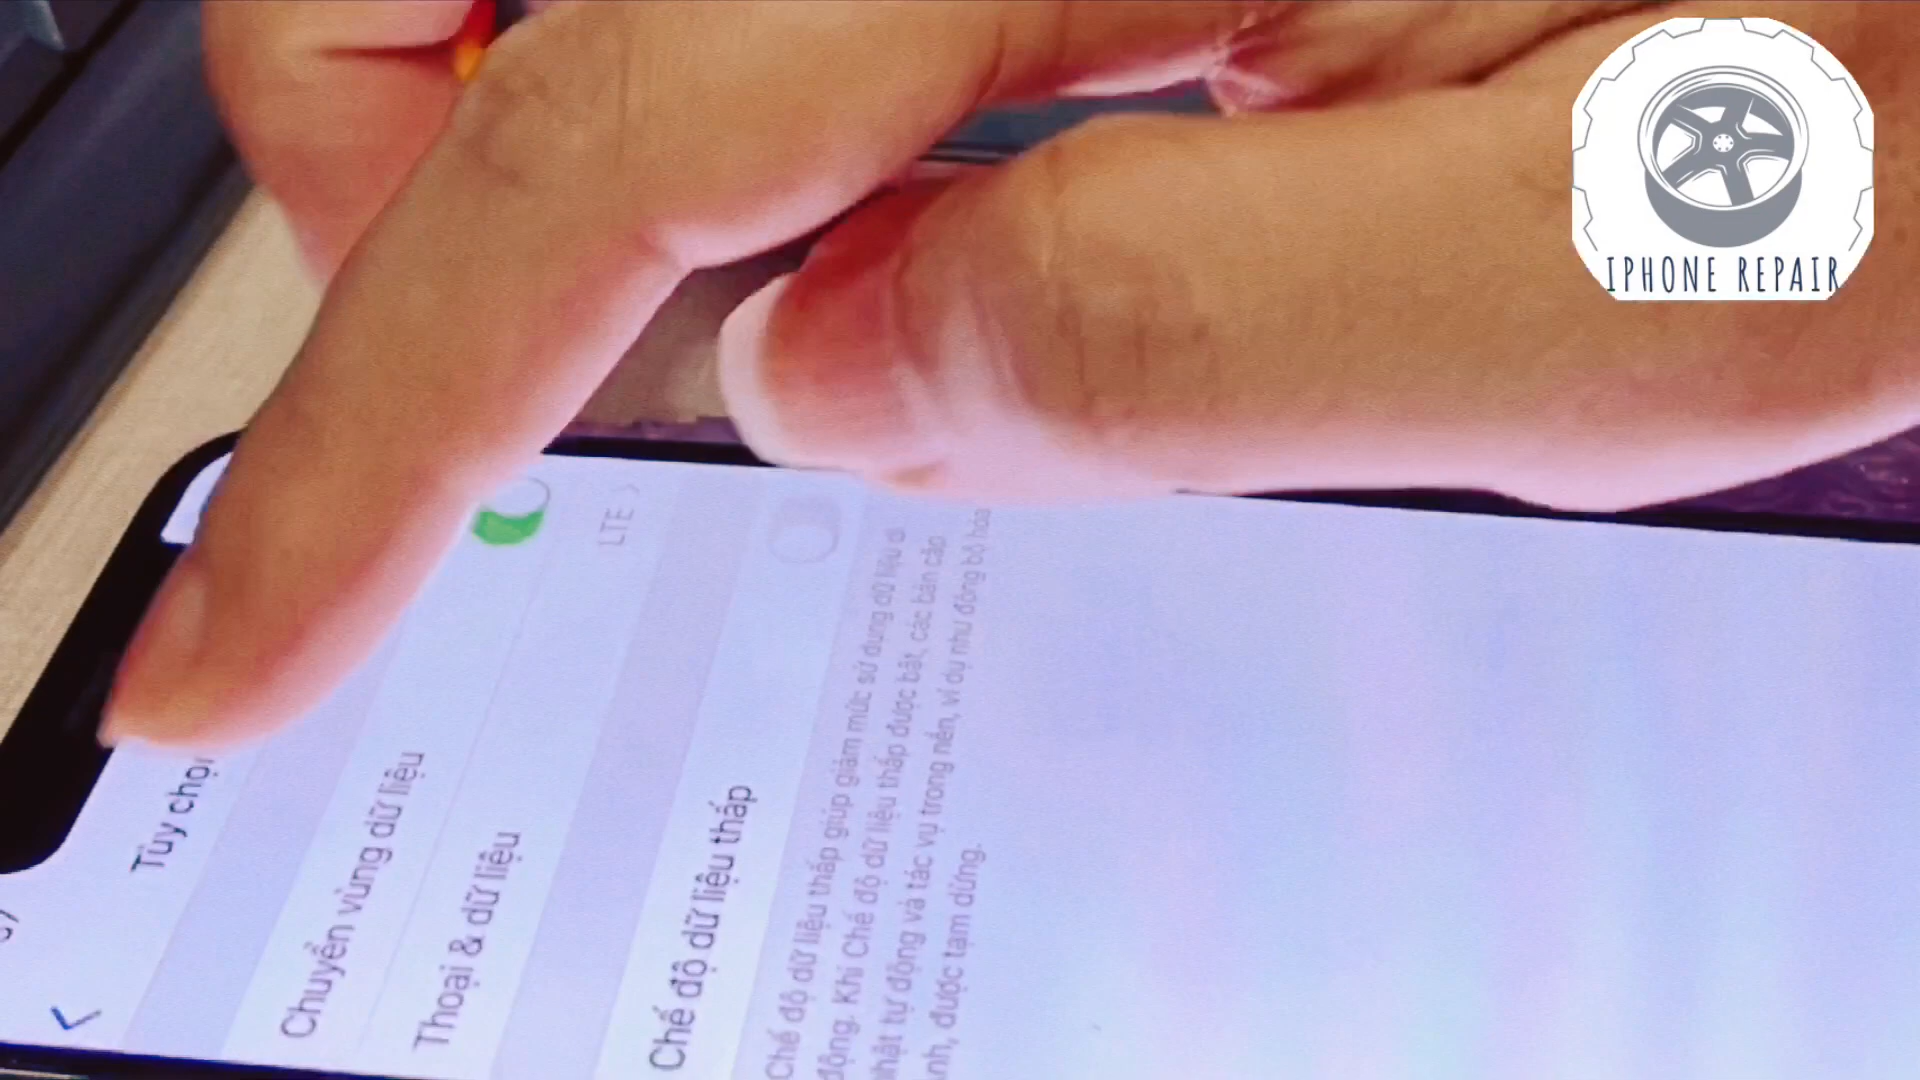 IPHONE REPAIR
Tùy chọn
Chuyển vùng dữ liệu
Thoại & dữ liệu
LTE
Chế độ dữ liệu thấp
Chế độ dữ liệu thấp giúp giảm mức sử dụng dữ liệu di
động. Khi Chế độ dữ liệu thấp được bật, các bản cập
nhật tự động và tác vụ trong nền, ví dụ như đồng bộ hóa
Ảnh, được tạm dừng.